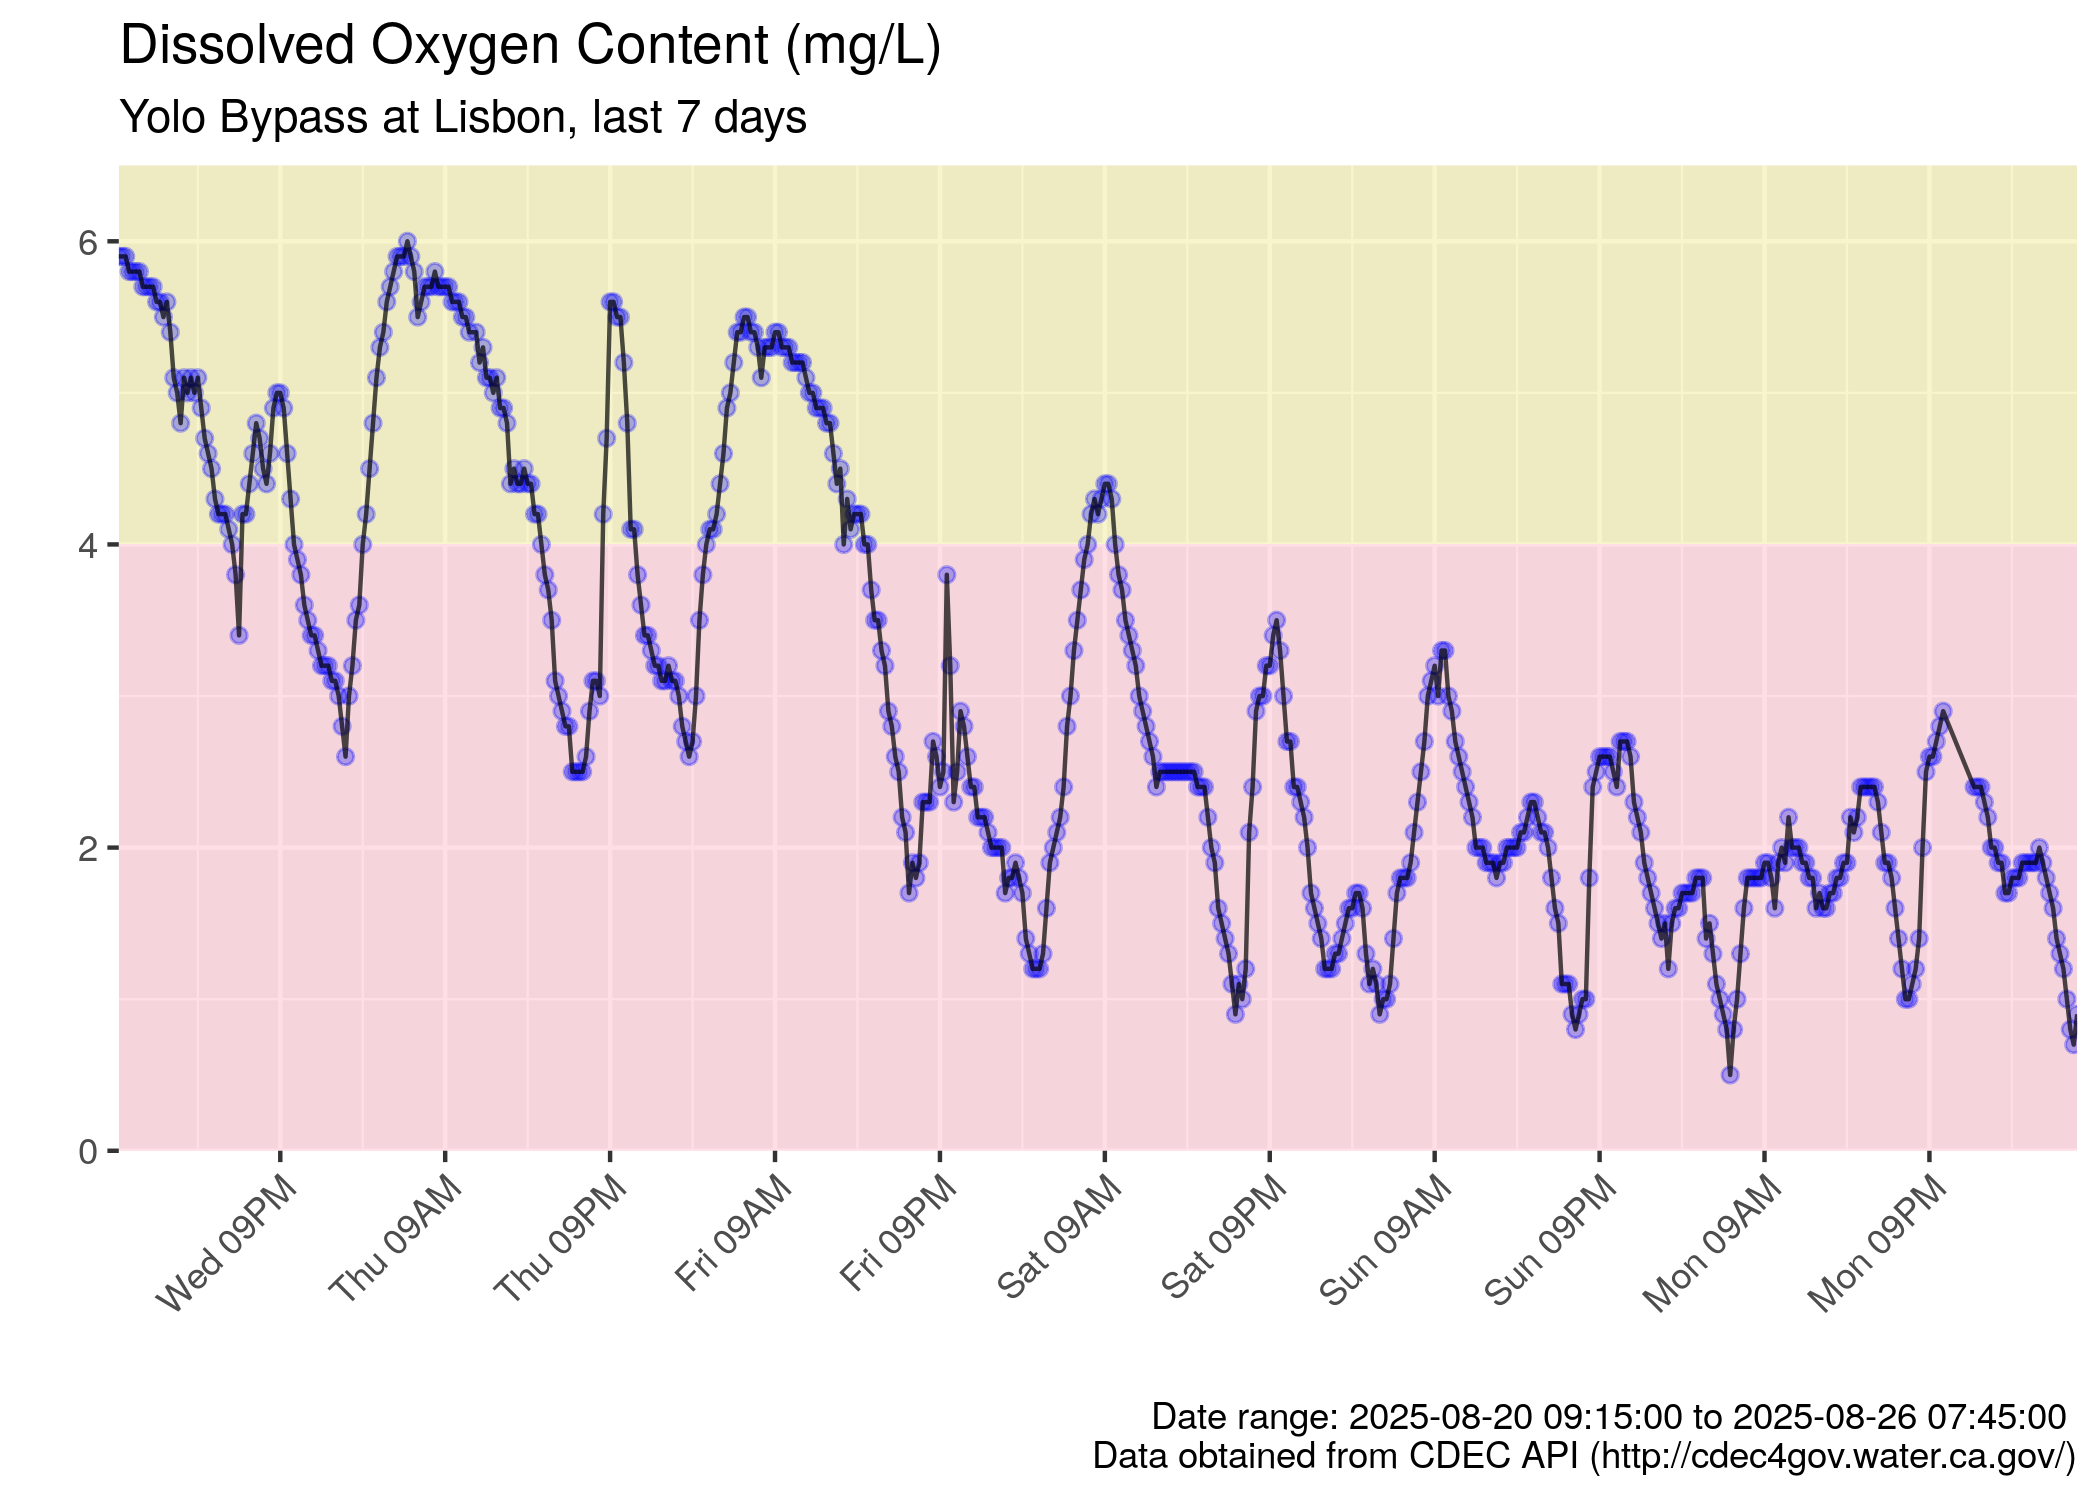 Dissolved Oxygen Content (mg/L)
Yolo Bypass at Lisbon, last 7 days
6
4
2
0
Wed 09PM
Thu 09AM
Thu 09PM
Fri 09AM
Fri 09PM
Sat 09AM
Sat 09PM
Sun 09AM
Sun 09PM
Mon 09AM
Mon 09PM
Date range: 2025-08-20 09:15:00 to 2025-08-26 07:45:00
Data obtained from CDEC API (http://cdec4gov.water.ca.gov/)